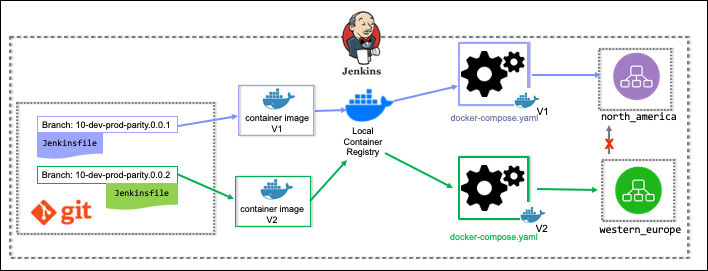 Jenkins
Branch: 10-dev-prod-parity.0.0.1
Jenkinsfile
Branch: 10-dev-prod-parity.0.0.2
Jenkinsfile
git
container image
V1
container image
V2
Local
Container
Registry
V1
docker-compose.yaml
V2
docker-compose.yaml
north_america
X
western_europe